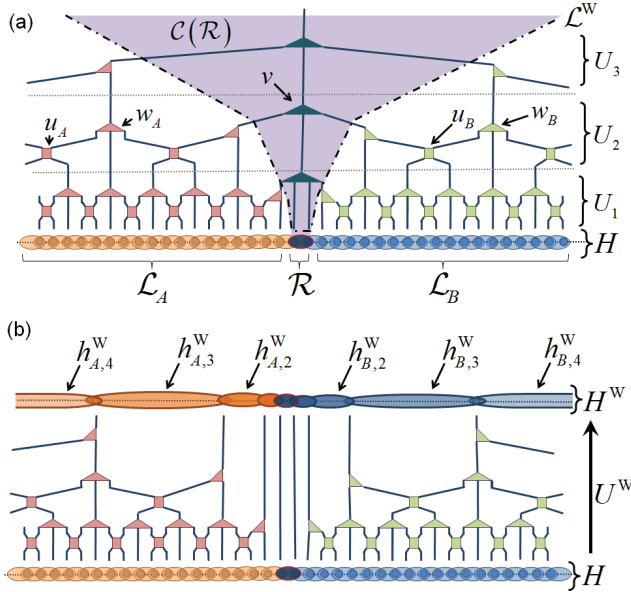 (a)
𝓒(𝓡)
𝓛^W
U_3
v
u_A
w_A
u_B
w_B
U_2
U_1
H
𝓛_A
𝓡
𝓛_B
(b)
h^W_{A,4}
h^W_{A,3}
h^W_{A,2}
h^W_{B,2}
h^W_{B,3}
h^W_{B,4}
H^W
U^W
H